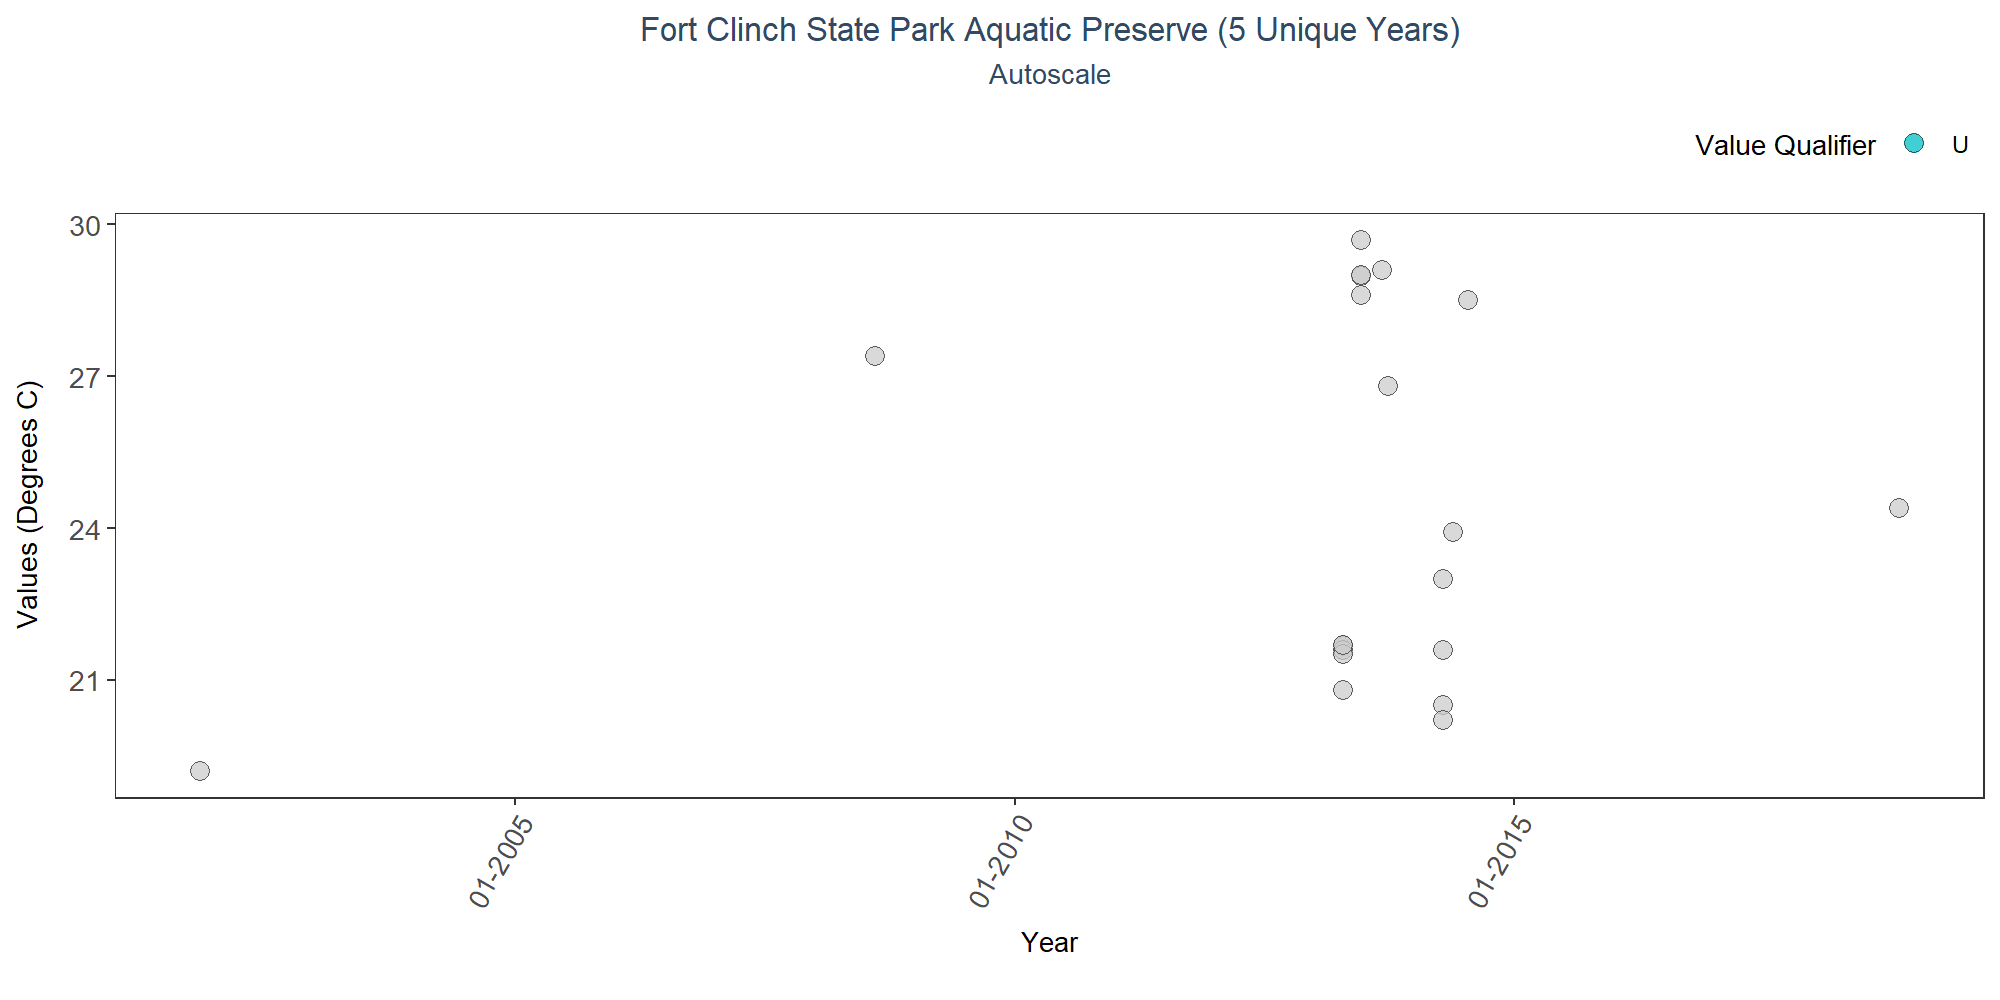 Fort Clinch State Park Aquatic Preserve (5 Unique Years)
Autoscale
Value Qualifier U
30
27
24
21
Values (Degrees C)
01-2005
01-2010
01-2015
Year